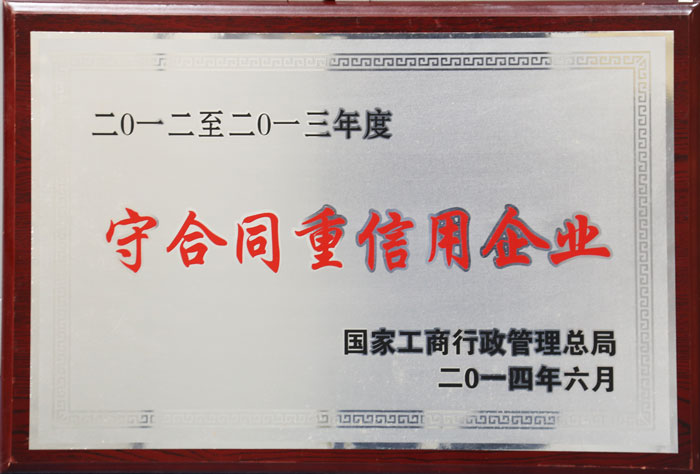 二0一二至二0一三年度
守合同重信用企业
国家工商行政管理总局
二0一四年六月